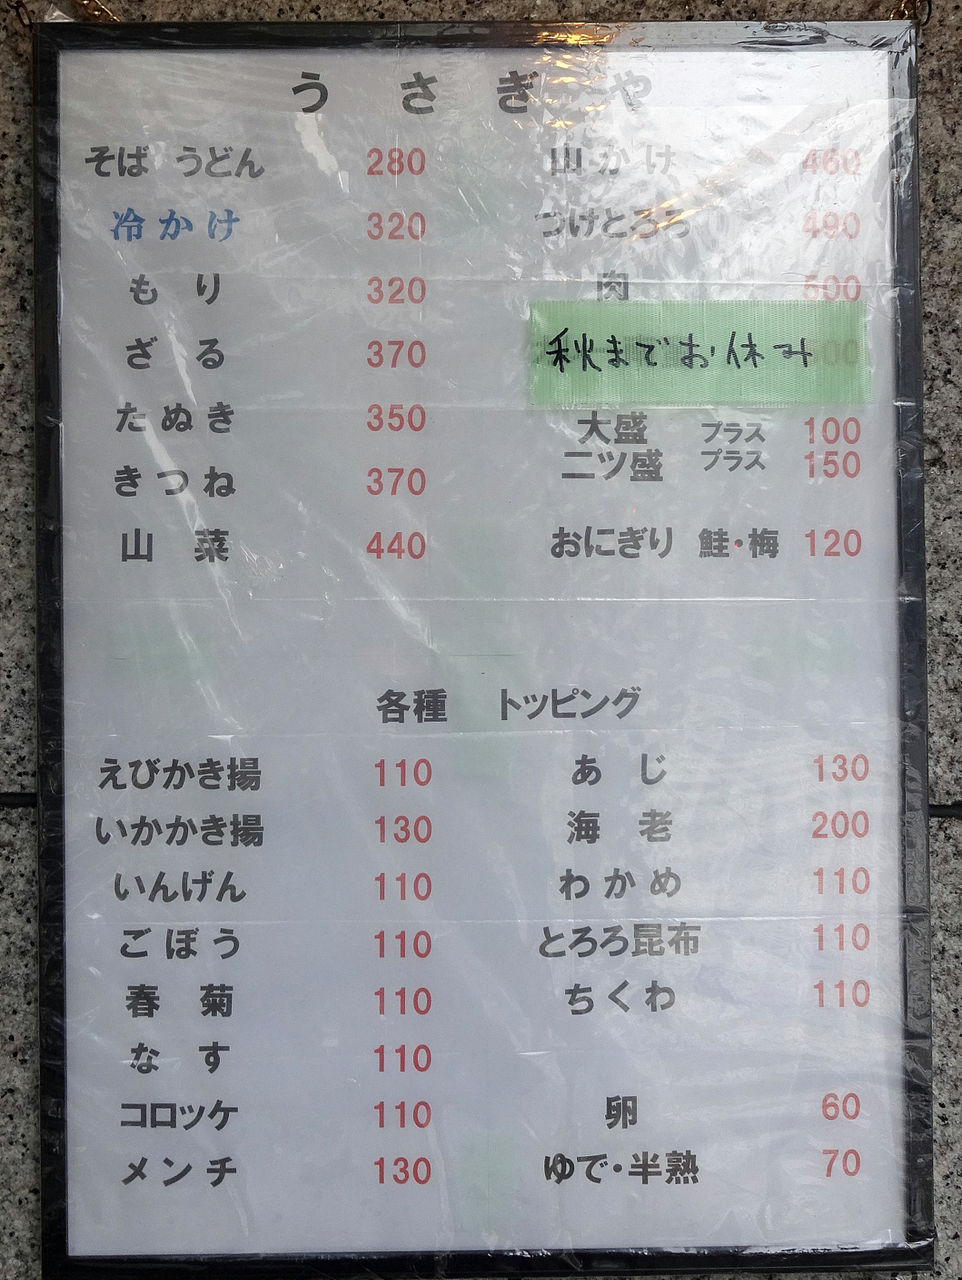 うさぎや
そば うどん 280
冷かけ 320
もり 320
ざる 370
たぬき 350
きつね 370
山菜 440
山かけ 460
つけとろろ 490
肉 500
秋までお休み
大盛 プラス 100
二ツ盛 プラス 150
おにぎり 鮭・梅 120
各種 トッピング
えびかき揚 110
いかかき揚 130
いんげん 110
ごぼう 110
春菊 110
なす 110
コロッケ 110
メンチ 130
あじ 130
海老 200
わかめ 110
とろろ昆布 110
ちくわ 110
卵 60
ゆで・半熟 70